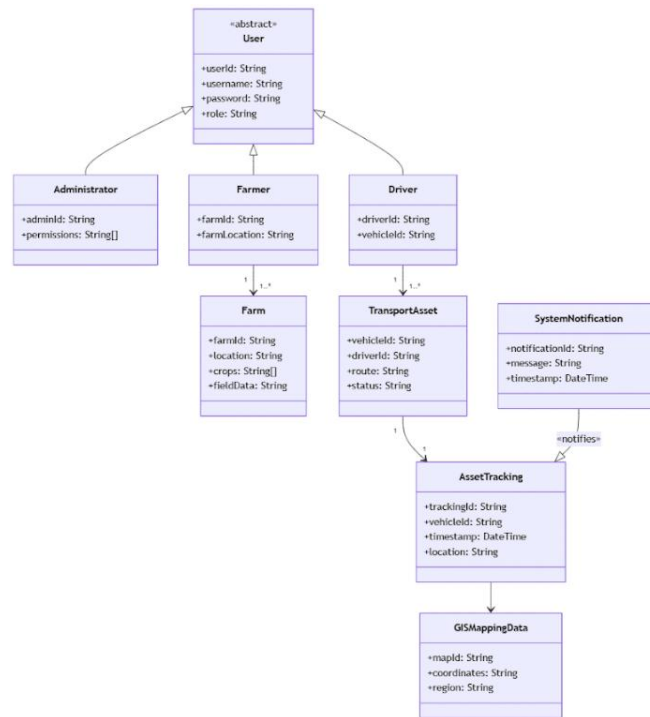 «abstract»
User
+userId: String
+username: String
+password: String
+role: String
Administrator
+adminId: String
+permissions: String[]
Farmer
+farmId: String
+farmLocation: String
Driver
+driverId: String
+vehicleId: String
1
1..*
1
1..*
Farm
+farmId: String
+location: String
+crops: String[]
+fieldData: String
TransportAsset
+vehicleId: String
+driverId: String
+route: String
+status: String
SystemNotification
+notificationId: String
+message: String
+timestamp: DateTime
1
1
«notifies»
AssetTracking
+trackingId: String
+vehicleId: String
+timestamp: DateTime
+location: String
GISMappingData
+mapId: String
+coordinates: String
+region: String